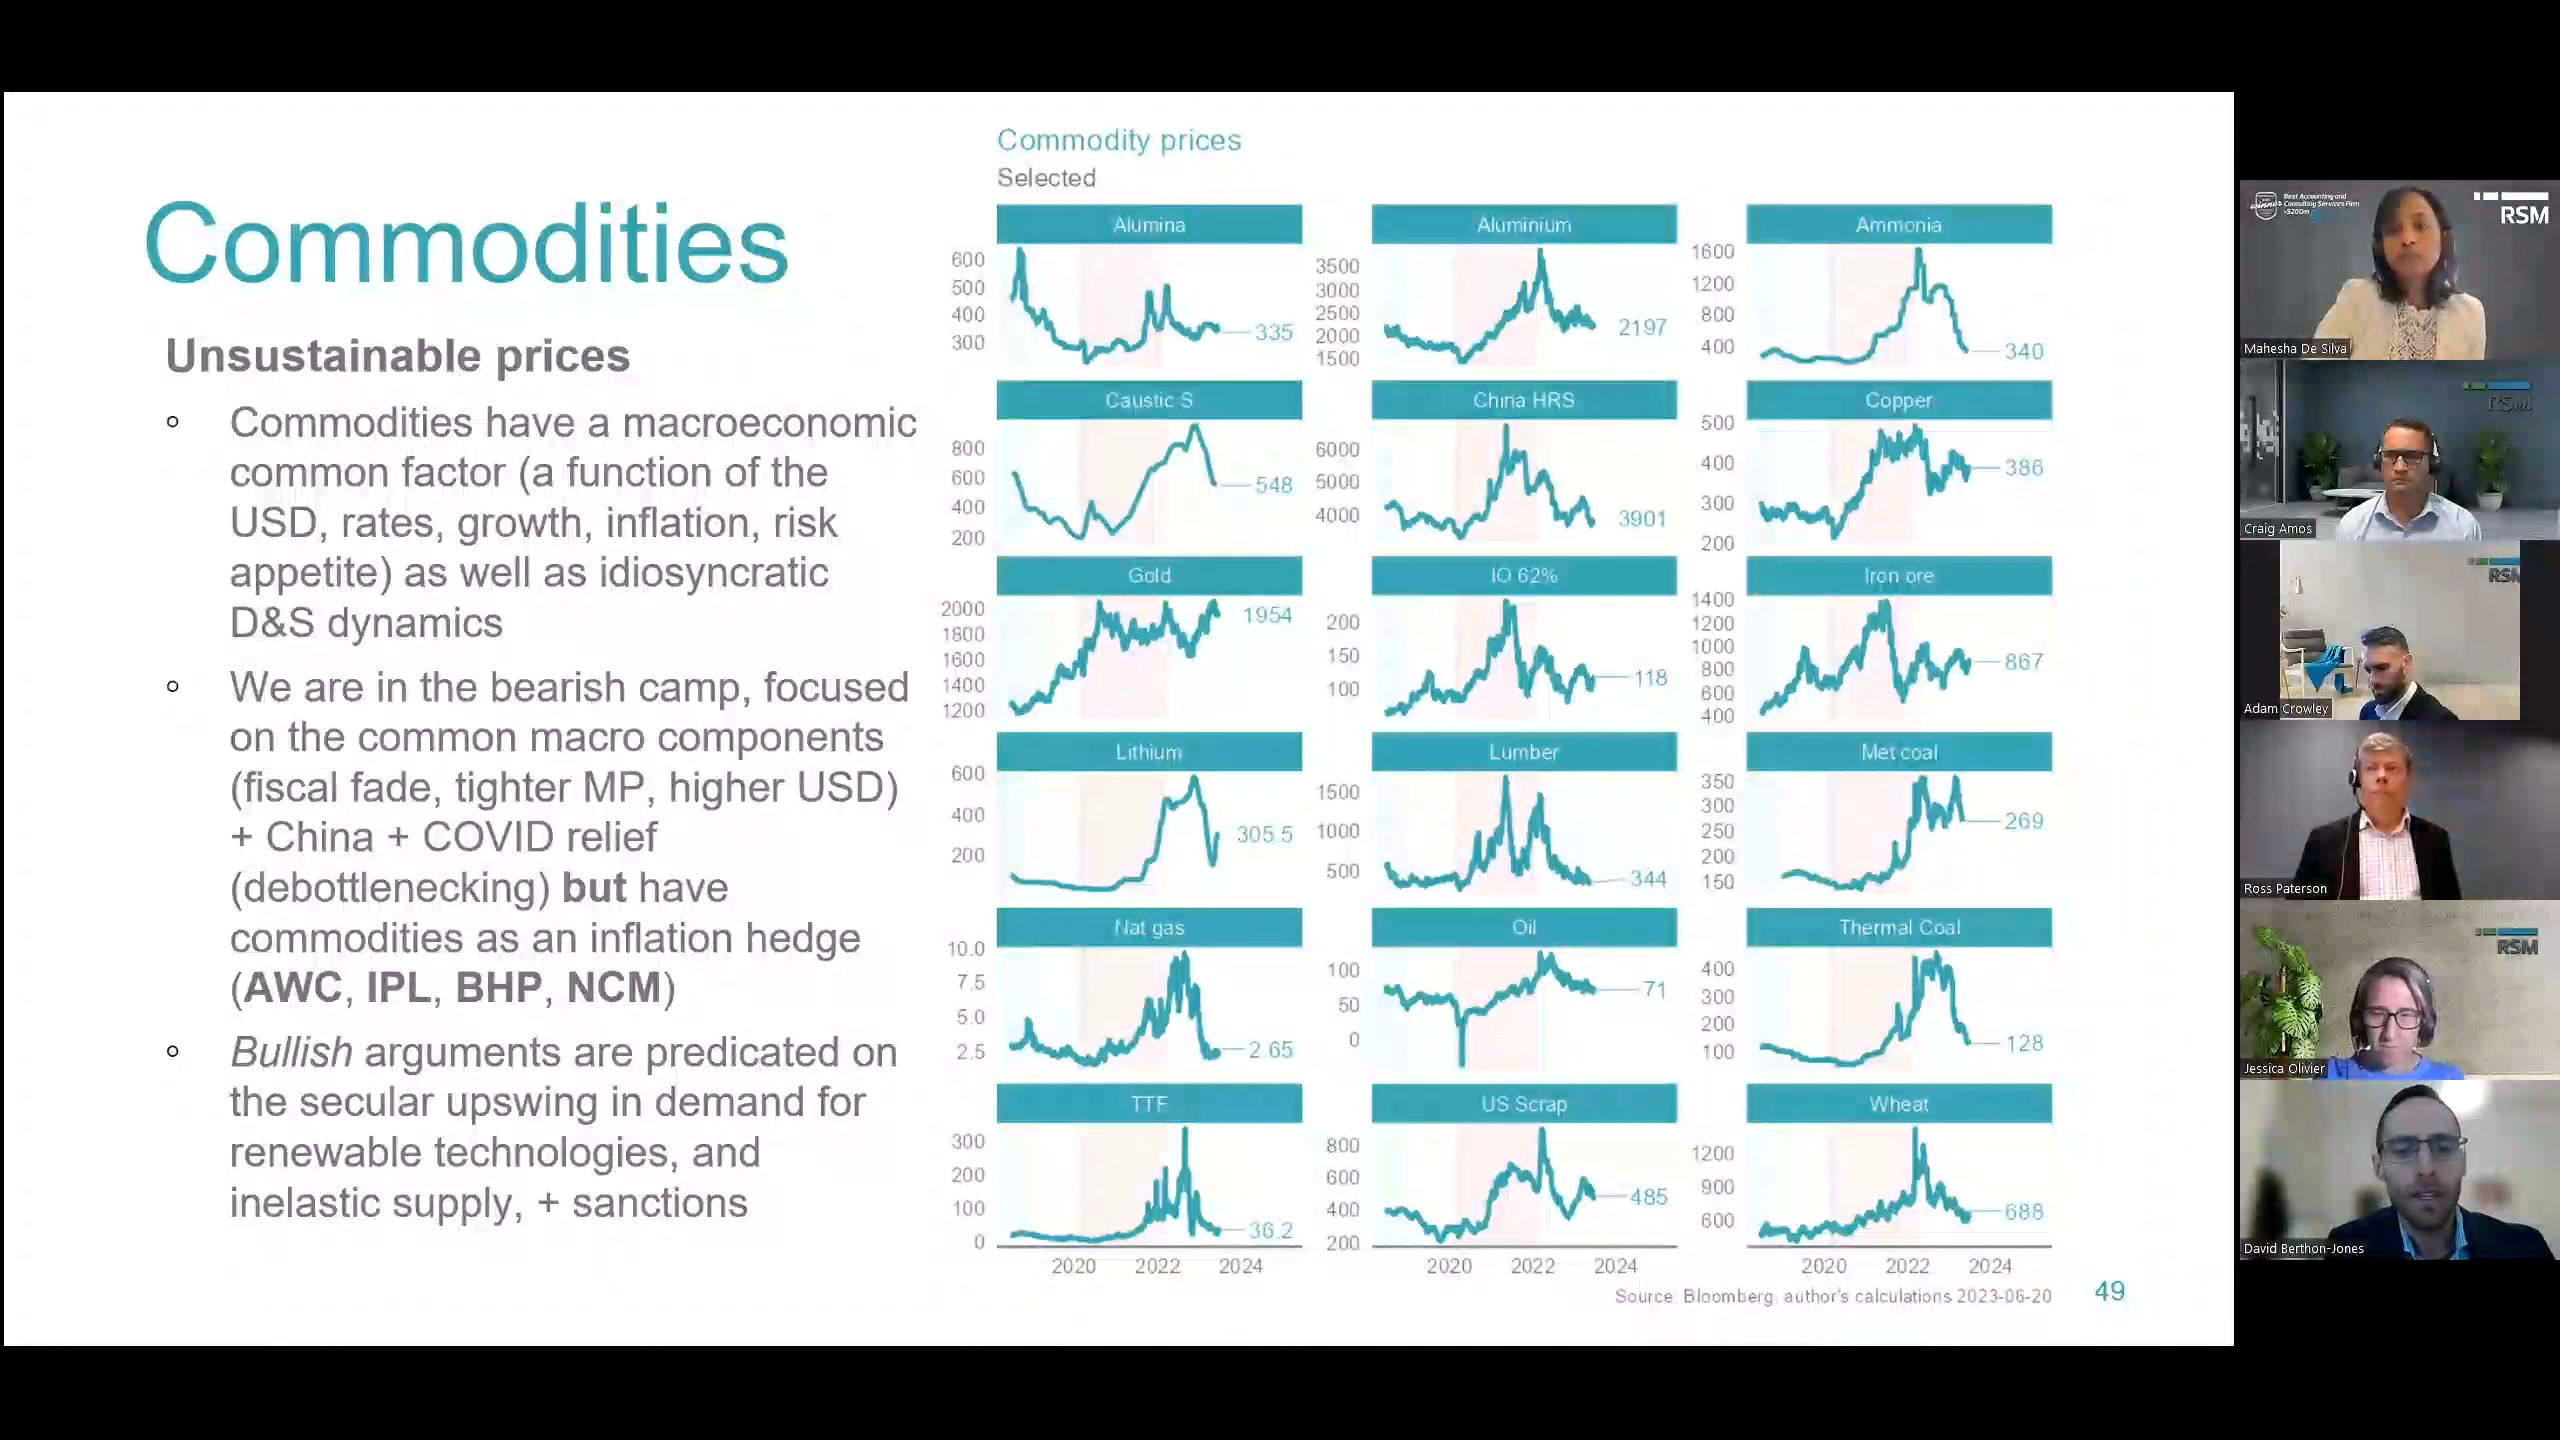 Commodities
Unsustainable prices
Commodities have a macroeconomic
common factor (a function of the
USD, rates, growth, inflation, risk
appetite) as well as idiosyncratic
D&S dynamics
We are in the bearish camp, focused
on the common macro components
(fiscal fade, tighter MP, higher USD)
+ China + COVID relief
(debottlenecking) but have
commodities as an inflation hedge
(AWC, IPL, BHP, NCM)
Bullish arguments are predicated on
the secular upswing in demand for
renewable technologies, and
inelastic supply, + sanctions
Commodity prices
Selected
Alumina
600
500
400
300
335
Aluminium
3500
3000
2500
2000
1500
2197
Ammonia
1600
1200
800
400
340
Caustic S
800
600
400
200
548
China HRS
6000
5000
4000
3901
Copper
500
400
300
200
386
Gold
2000
1800
1600
1400
1200
1954
IO 62%
200
150
100
118
Iron ore
1400
1200
1000
800
600
400
867
Lithium
600
400
200
305.5
Lumber
1500
1000
500
344
Met coal
350
300
250
200
150
269
Nat gas
10.0
7.5
5.0
2.5
2.65
Oil
100
50
0
71
Thermal Coal
400
300
200
100
128
TTF
300
200
100
0
36.2
US Scrap
800
600
400
200
485
Wheat
1200
900
600
688
2020 2022 2024
2020 2022 2024
2020 2022 2024
Source: Bloomberg, author's calculations 2023-06-20
49
winner
Best Accounting and
Consulting Services Firm
RSM
Mahesha De Silva
RSM
Craig Amos
RSM
Adam Crowley
Ross Paterson
RSM
Jessica Olivier
David Berthon-Jones